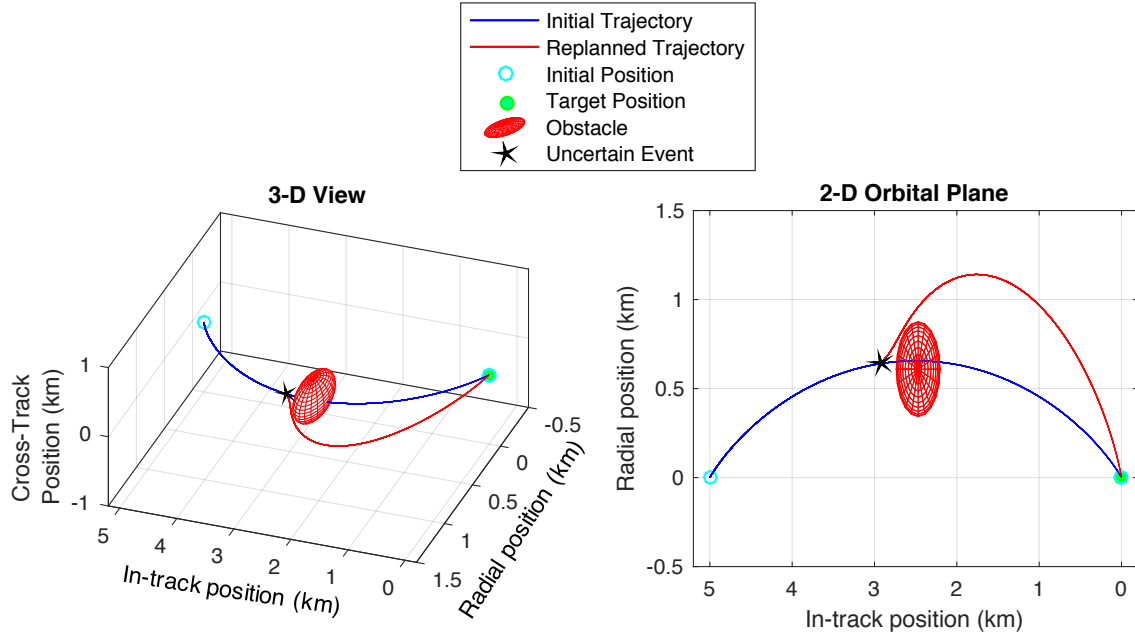 Initial Trajectory
Replanned Trajectory
Initial Position
Target Position
Obstacle
Uncertain Event
3-D View
Cross-Track
Position (km)
1
0
-1
5
4
3
2
1
0
In-track position (km)
-0.5
0
0.5
1
1.5
Radial position (km)
2-D Orbital Plane
Radial position (km)
1.5
1
0.5
0
-0.5
5
4
3
2
1
0
In-track position (km)